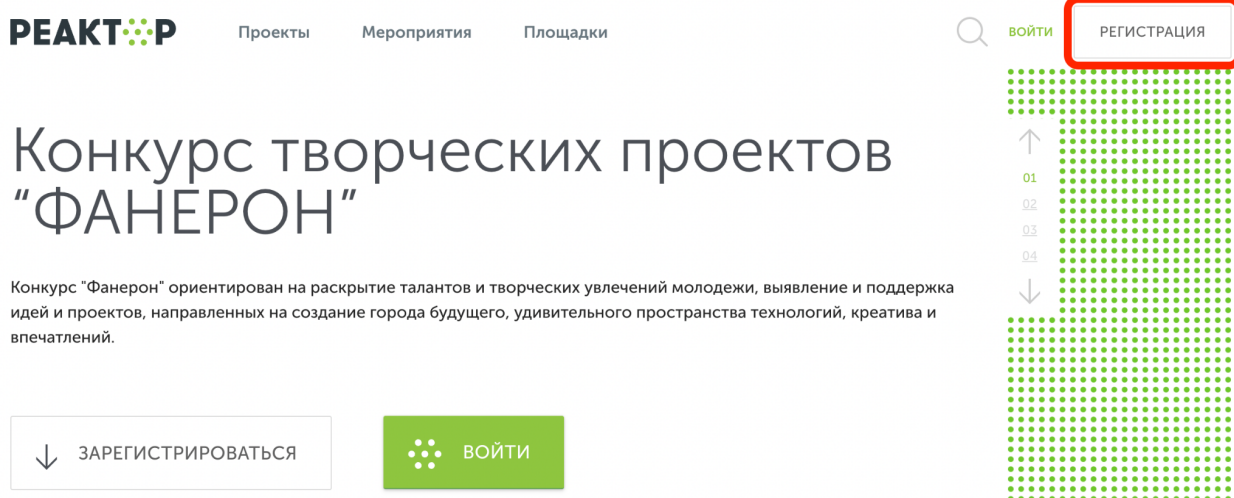 РЕАКТОР
Проекты
Мероприятия
Площадки
ВОЙТИ
РЕГИСТРАЦИЯ
Конкурс творческих проектов
“ФАНЕРОН”
Конкурс "Фанерон" ориентирован на раскрытие талантов и творческих увлечений молодежи, выявление и поддержка
идей и проектов, направленных на создание города будущего, удивительного пространства технологий, креатива и
впечатлений.
01
02
03
04
ЗАРЕГИСТРИРОВАТЬСЯ
ВОЙТИ